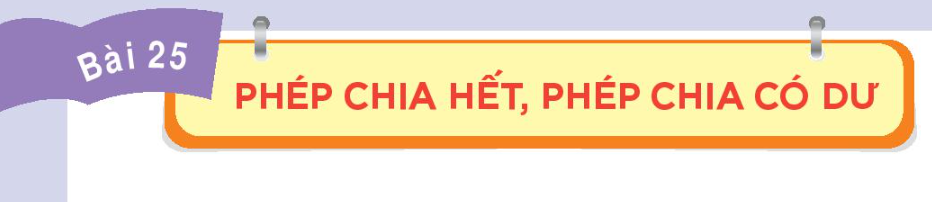 Bài 25
PHÉP CHIA HẾT, PHÉP CHIA CÓ DƯ